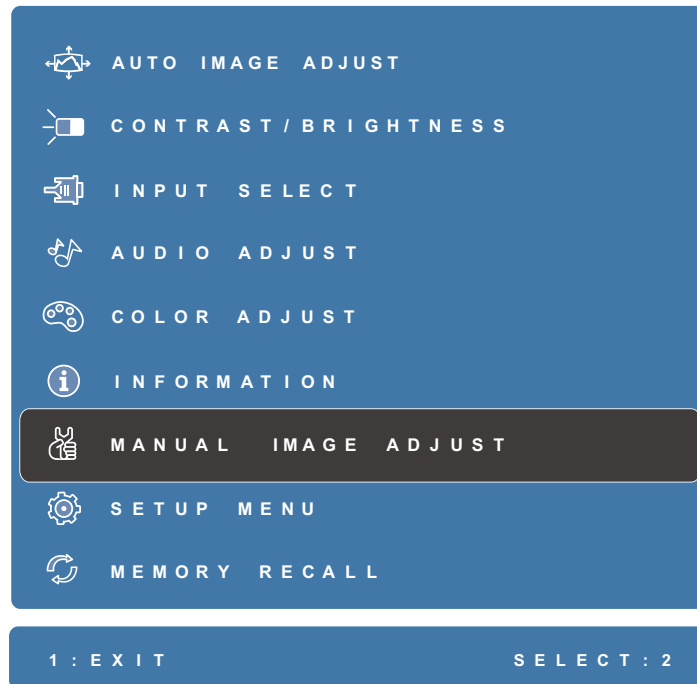 AUTO IMAGE ADJUST
CONTRAST/BRIGHTNESS
INPUT SELECT
AUDIO ADJUST
COLOR ADJUST
INFORMATION
MANUAL IMAGE ADJUST
SETUP MENU
MEMORY RECALL
1:EXIT SELECT:2